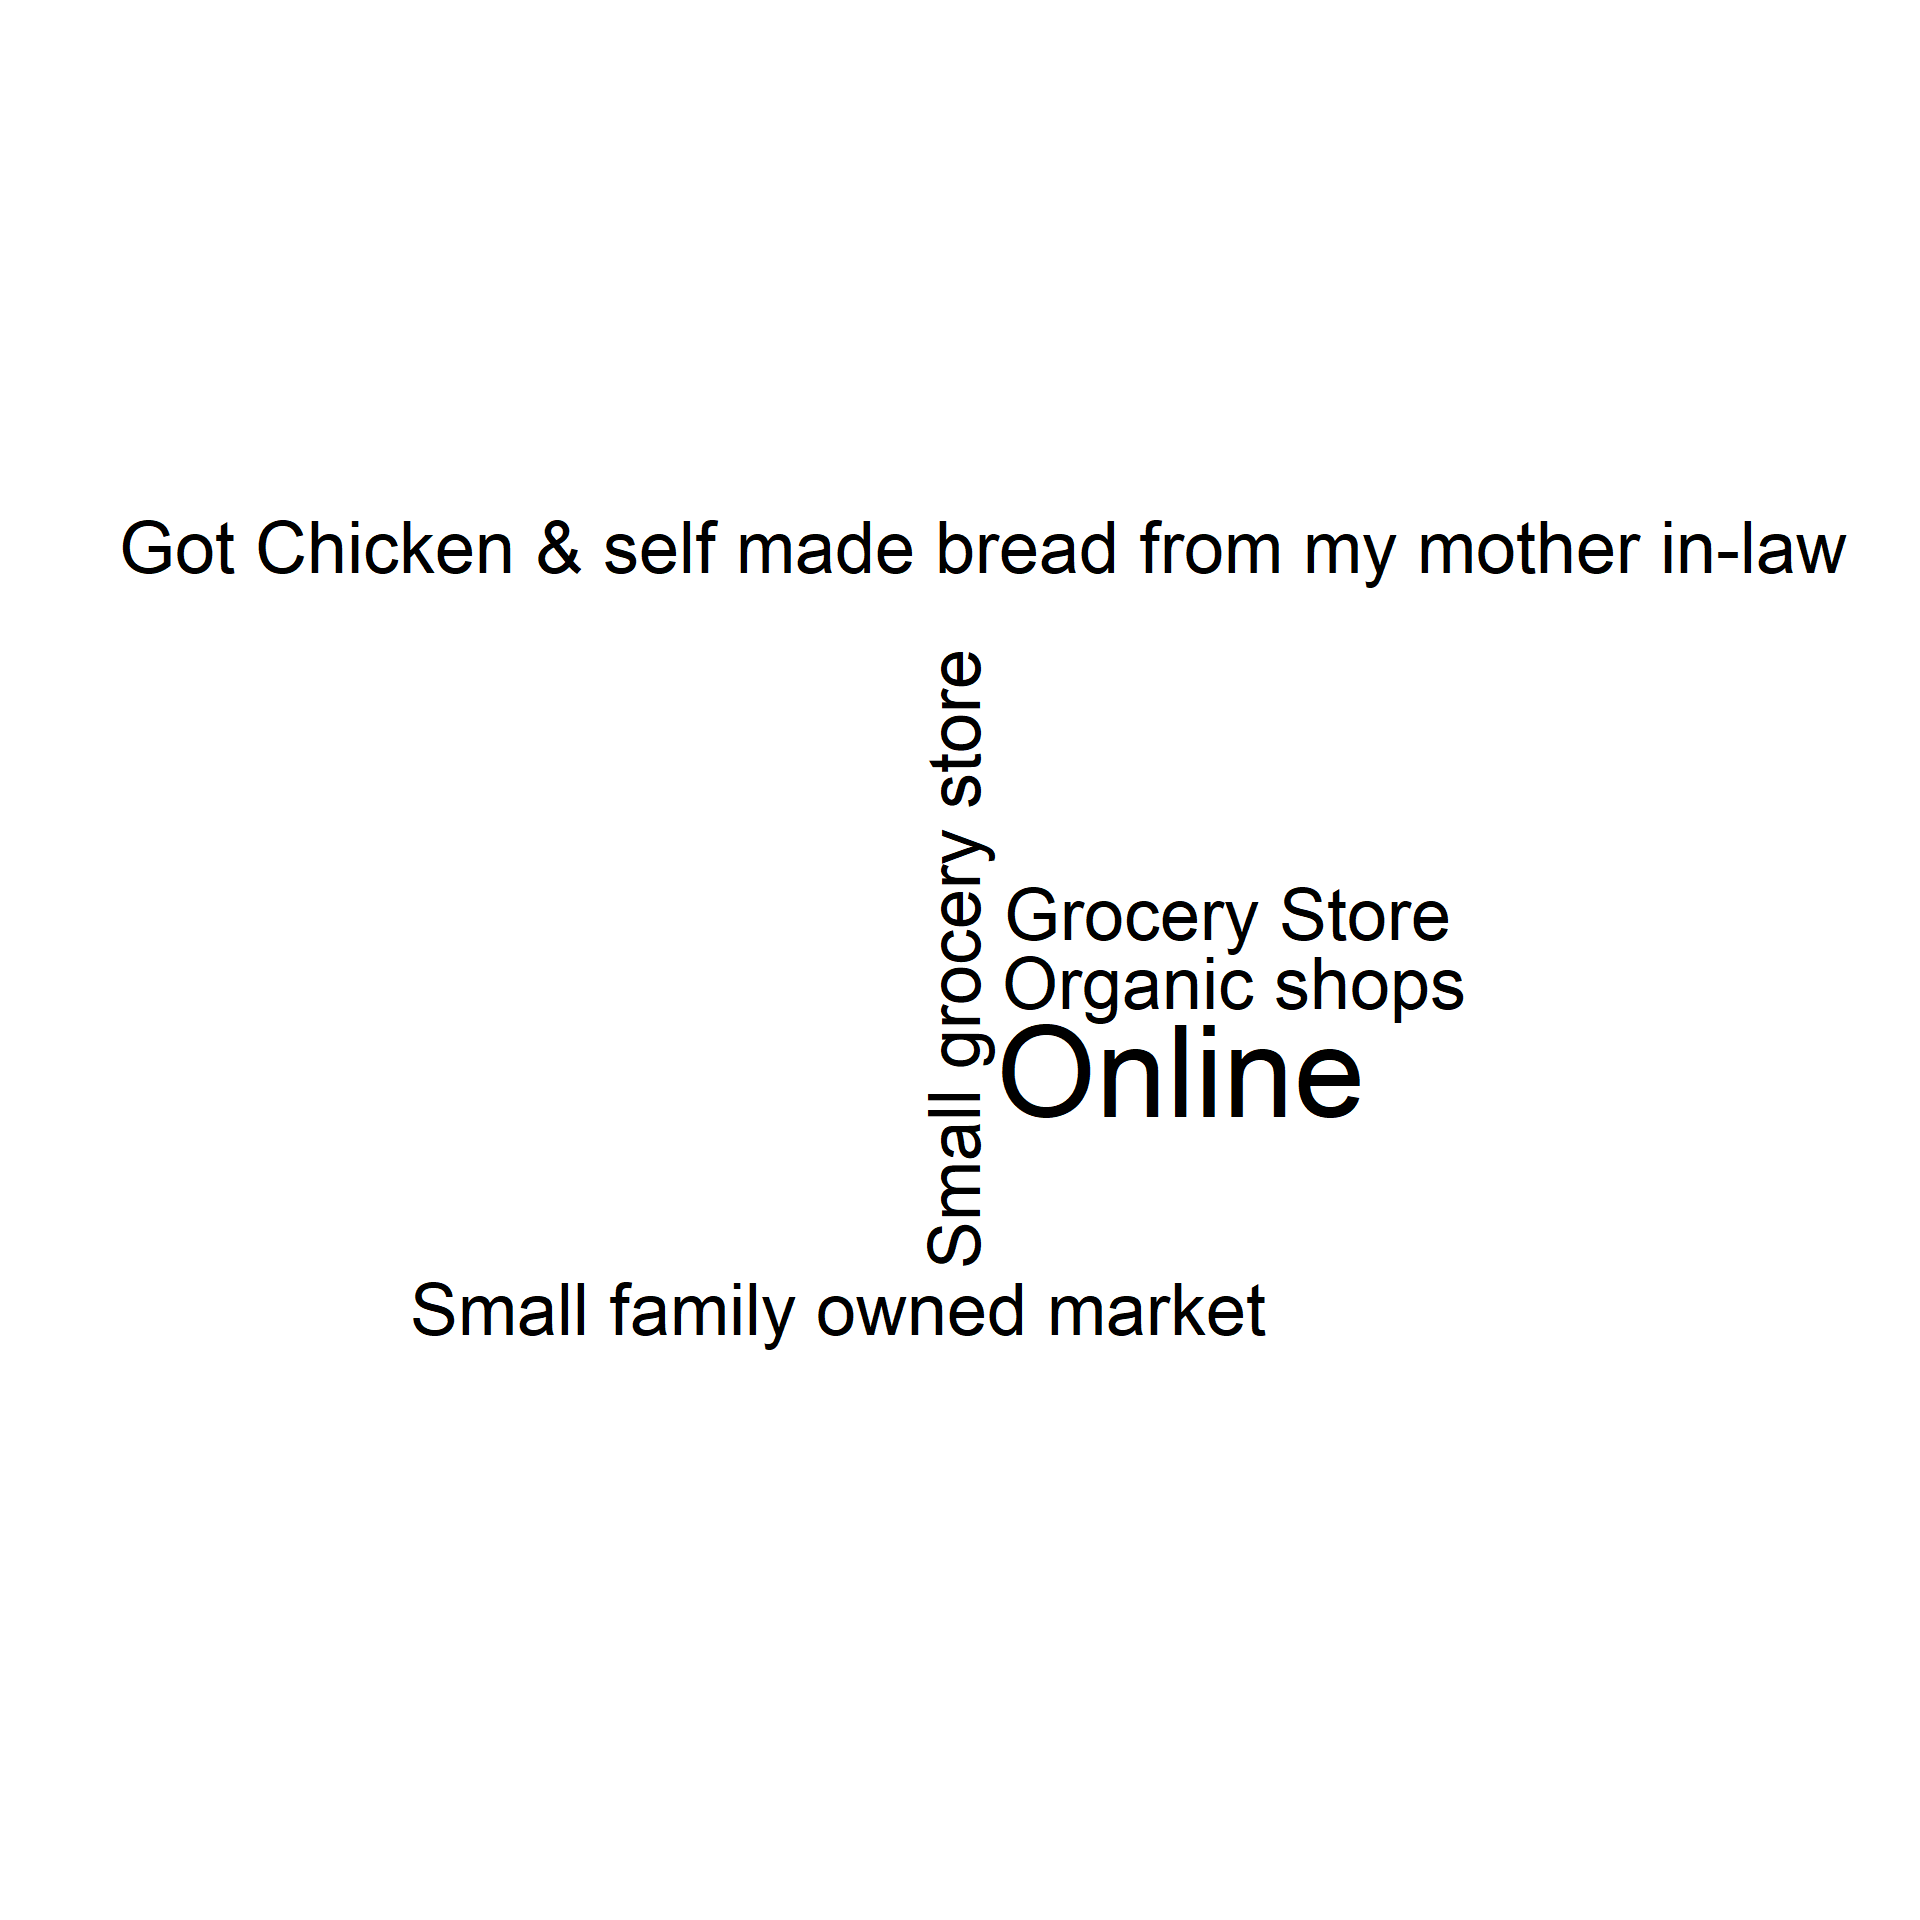 Got Chicken & self made bread from my mother in-law
Small grocery store
Grocery Store
Organic shops
Online
Small family owned market